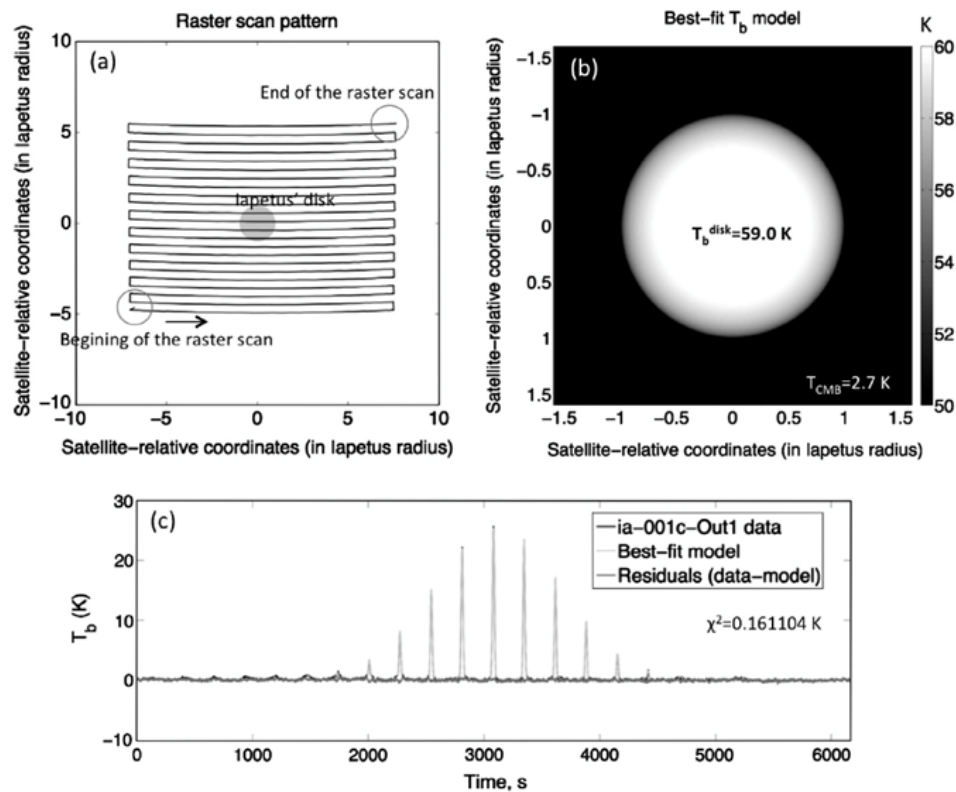 Raster scan pattern
(a)
End of the raster scan
Iapetus' disk
Begining of the raster scan
10
5
0
−5
−10
−10
−5
0
5
10
Satellite−relative coordinates (in Iapetus radius)
Satellite−relative coordinates (in Iapetus radius)
Best−fit T_b model
K
(b)
T_b^disk=59.0 K
T_CMB=2.7 K
−1.5
−1
−0.5
0
0.5
1
1.5
−1.5
−1
−0.5
0
0.5
1
1.5
60
58
56
54
52
50
Satellite−relative coordinates (in Iapetus radius)
Satellite−relative coordinates (in Iapetus radius)
(c)
ia-001c-Out1 data
Best-fit model
Residuals (data-model)
χ²=0.161104 K
30
20
10
0
−10
T_b (K)
0
1000
2000
3000
4000
5000
6000
Time, s